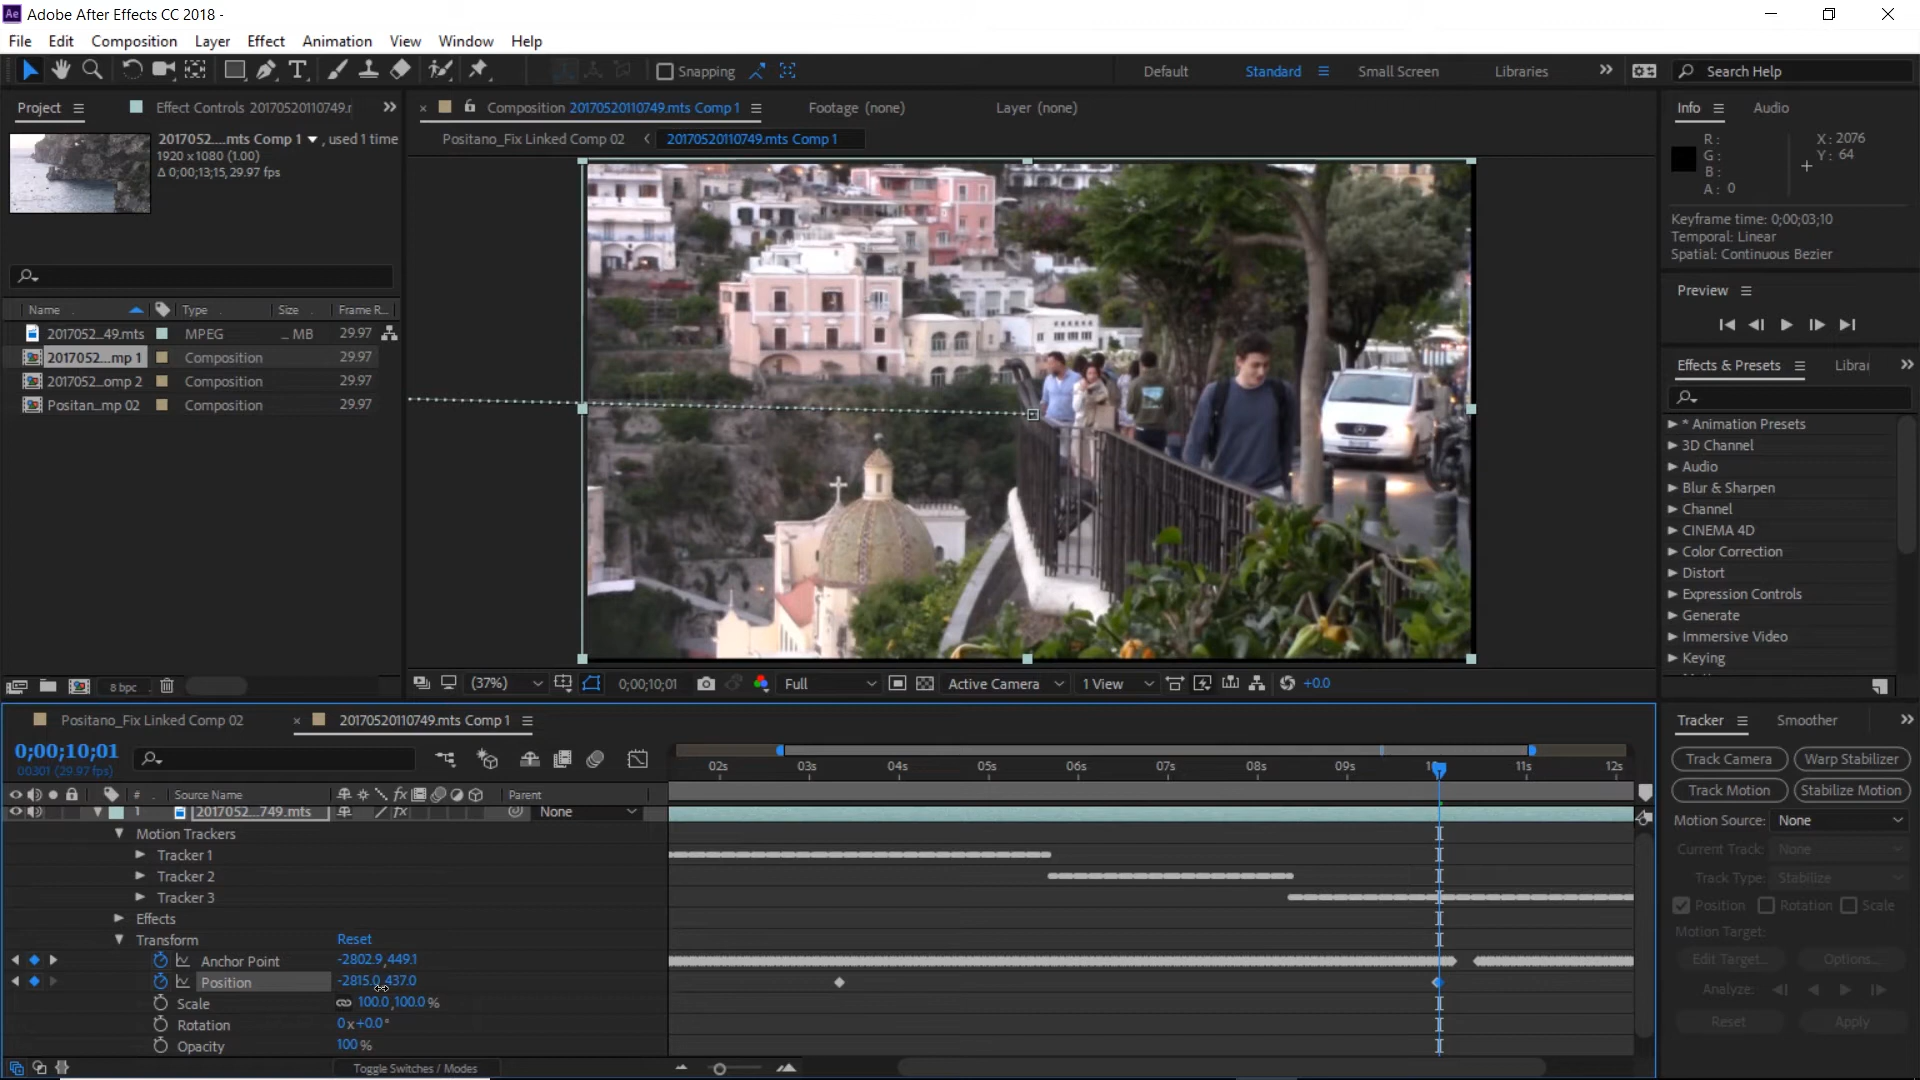 Ae Adobe After Effects CC 2018 -
File Edit Composition Layer Effect Animation View Window Help
Snapping Default Standard Small Screen Libraries Search Help
Project Effect Controls 20170520110749.r
Composition 20170520110749.mts Comp 1 Footage (none) Layer (none)
Info Audio
2017052....mts Comp 1 , used 1 time
1920 x 1080 (1.00)
Δ 0;00;13;15, 29.97 fps
Positano_Fix Linked Comp 02 20170520110749.mts Comp 1
R: X: 2076
G: Y: 64
B:
A: 0
Keyframe time: 0;00;03;10
Temporal: Linear
Spatial: Continuous Bezier
Preview
Name Type Size Frame R...
2017052...49.mts MPEG ... MB 29.97
2017052....mp 1 Composition 29.97
2017052...omp 2 Composition 29.97
Positan...mp 02 Composition 29.97
Effects & Presets Librai
* Animation Presets
3D Channel
Audio
Blur & Sharpen
Channel
CINEMA 4D
Color Correction
Distort
Expression Controls
Generate
Immersive Video
Keying
8 bpc
(37%) 0;00;10;01 Full Active Camera 1 View +0.0
Positano_Fix Linked Comp 02 20170520110749.mts Comp 1
0;00;10;01
00301 (29.97 fps)
02s 03s 04s 05s 06s 07s 08s 09s 11s 12s
# Source Name Parent
1 2017052...749.mts None
Motion Trackers
Tracker 1
Tracker 2
Tracker 3
Effects
Transform Reset
Anchor Point -2802.9,449.1
Position -2815.0,437.0
Scale 100.0,100.0 %
Rotation 0x+0.0°
Opacity 100 %
Toggle Switches / Modes
Tracker Smoother
Track Camera Warp Stabilizer
Track Motion Stabilize Motion
Motion Source: None
Current Track: None
Track Type: Stabilize
Position Rotation Scale
Motion Target:
Edit Target... Options...
Analyze:
Reset Apply